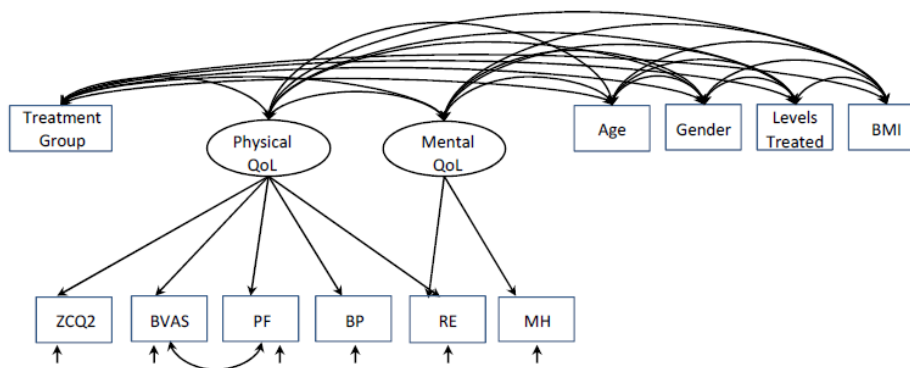 Treatment
Group
Physical
QoL
Mental
QoL
Age
Gender
Levels
Treated
BMI
ZCQ2
BVAS
PF
BP
RE
MH